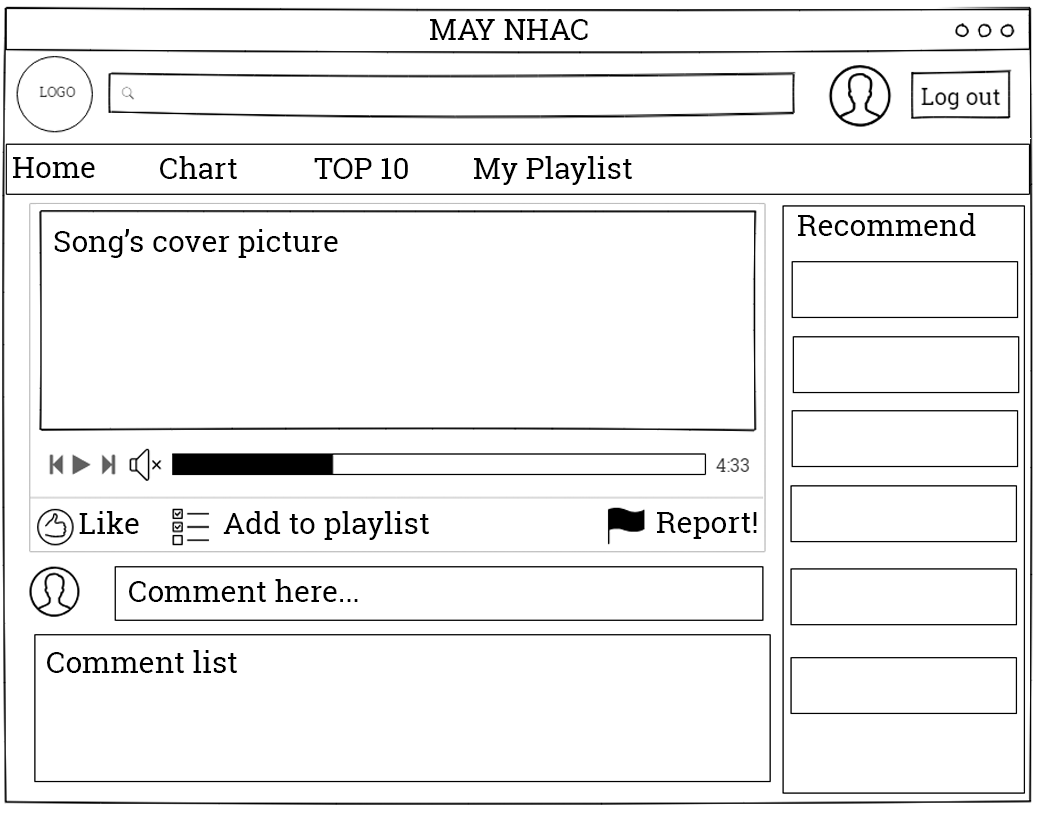 MAY NHAC
LOGO
Log out
Home Chart TOP 10 My Playlist
Song's cover picture
Recommend
4:33
Like Add to playlist Report!
Comment here...
Comment list